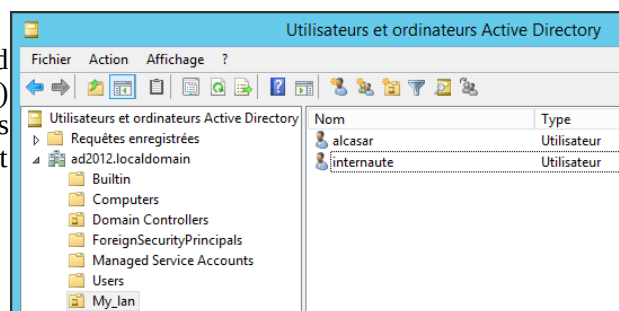 Utilisateurs et ordinateurs Active Directory
Fichier Action Affichage ?
Utilisateurs et ordinateurs Active Directory
Requêtes enregistrées
ad2012.localdomain
Builtin
Computers
Domain Controllers
ForeignSecurityPrincipals
Managed Service Accounts
Users
My_lan
Nom Type
alcasar Utilisateur
internaute Utilisateur
d
)
s
t